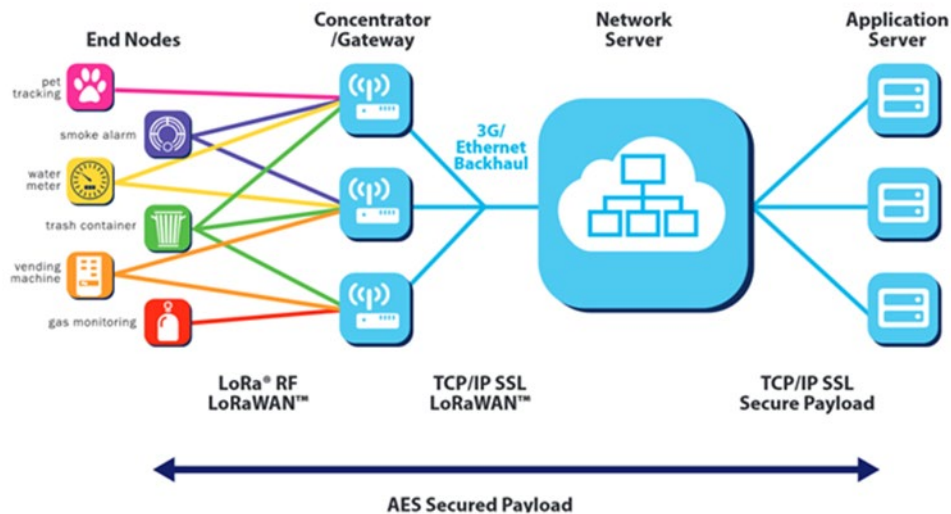 End Nodes
Concentrator
/Gateway
Network
Server
Application
Server
pet
tracking
smoke alarm
water
meter
trash container
vending
machine
gas monitoring
3G/
Ethernet
Backhaul
LoRa® RF
LoRaWAN™
TCP/IP SSL
LoRaWAN™
TCP/IP SSL
Secure Payload
AES Secured Payload